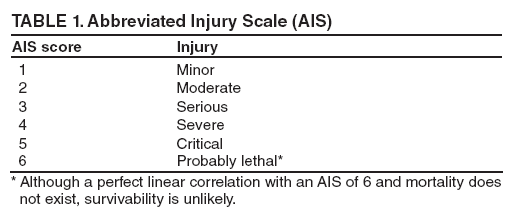 TABLE 1. Abbreviated Injury Scale (AIS)
AIS score Injury
1 Minor
2 Moderate
3 Serious
4 Severe
5 Critical
6 Probably lethal*
* Although a perfect linear correlation with an AIS of 6 and mortality does
not exist, survivability is unlikely.